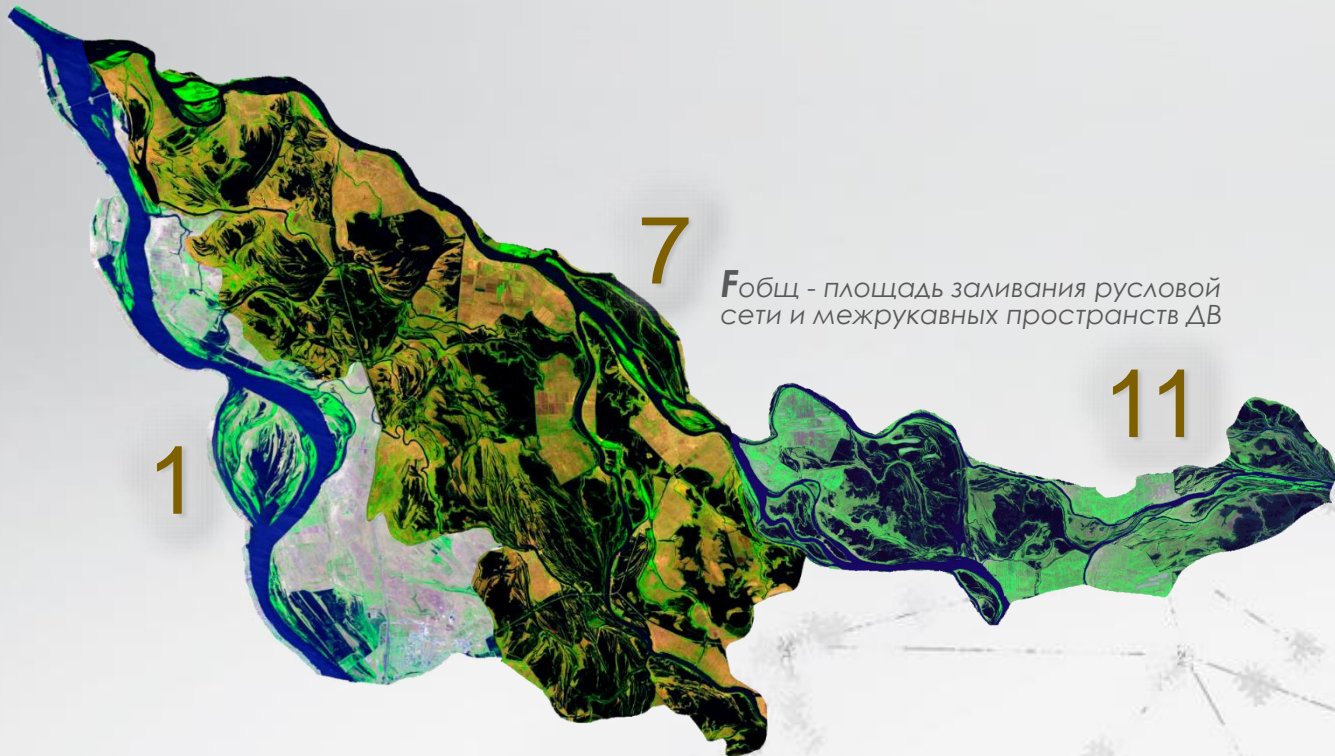 7
Fобщ - площадь заливания русловой
сети и межрукавных пространств ДВ
11
1